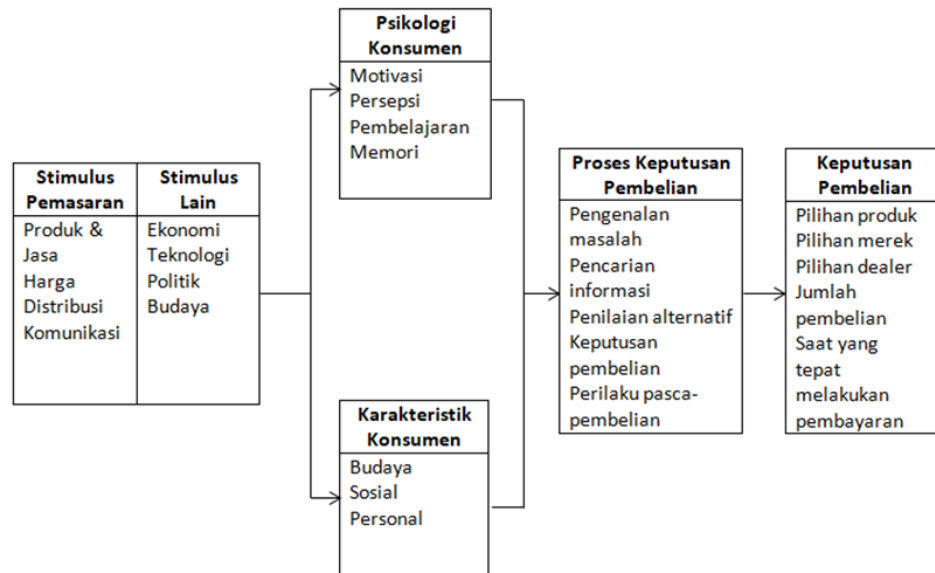 Psikologi
Konsumen
Motivasi
Persepsi
Pembelajaran
Memori
Stimulus
Pemasaran
Produk &
Jasa
Harga
Distribusi
Komunikasi
Stimulus
Lain
Ekonomi
Teknologi
Politik
Budaya
Karakteristik
Konsumen
Budaya
Sosial
Personal
Proses Keputusan
Pembelian
Pengenalan
masalah
Pencarian
informasi
Penilaian alternatif
Keputusan
pembelian
Perilaku pasca-
pembelian
Keputusan
Pembelian
Pilihan produk
Pilihan merek
Pilihan dealer
Jumlah
pembelian
Saat yang
tepat
melakukan
pembayaran